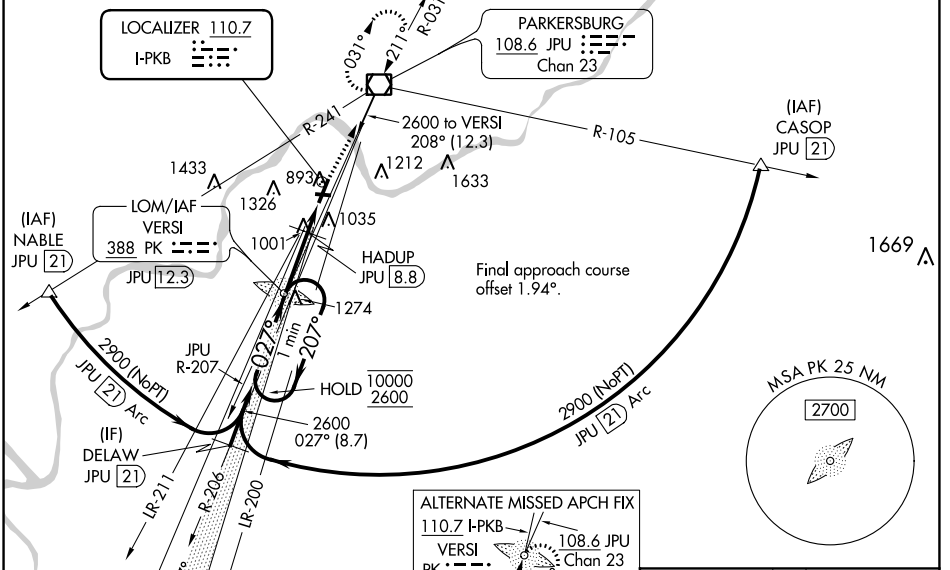 LOCALIZER 110.7
I-PKB
031°
211°
R-031
PARKERSBURG
108.6 JPU
Chan 23
R-241
2600 to VERSI
208° (12.3)
R-105
(IAF)
CASOP
JPU 21
1433
893
1326
1212
1633
LOM/IAF
VERSI
388 PK
JPU 12.3
(IAF)
NABLE
JPU 21
1035
1001
HADUP
JPU 8.8
1669
Final approach course
offset 1.94°.
1274
027°
1 min
207°
JPU
R-207
2900 (NoPT)
JPU 21 Arc
HOLD 10000
2600
2900 (NoPT)
JPU 21 Arc
MSA PK 25 NM
2700
2600
027° (8.7)
(IF)
DELAW
JPU 21
LR-211
R-206
LR-200
ALTERNATE MISSED APCH FIX
110.7 I-PKB
VERSI
PK
108.6 JPU
Chan 23